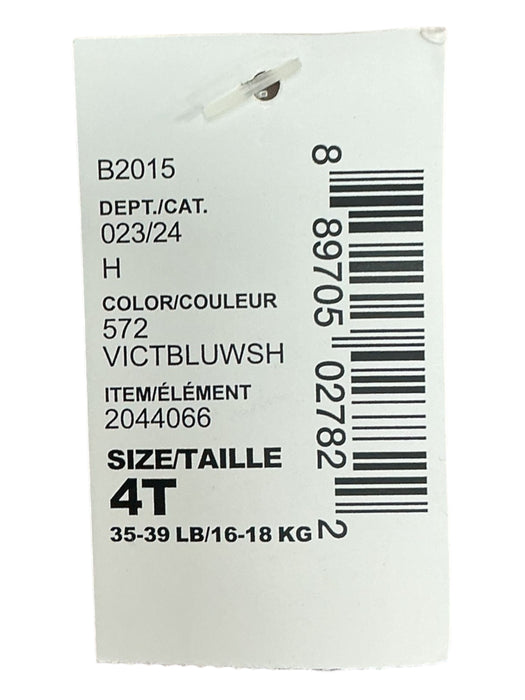 B2015
DEPT./CAT.
023/24
H
COLOR/COULEUR
572
VICTBLUWSH
ITEM/ÉLÉMENT
2044066
SIZE/TAILLE
4T
35-39 LB/16-18 KG
8 89705 02782 2